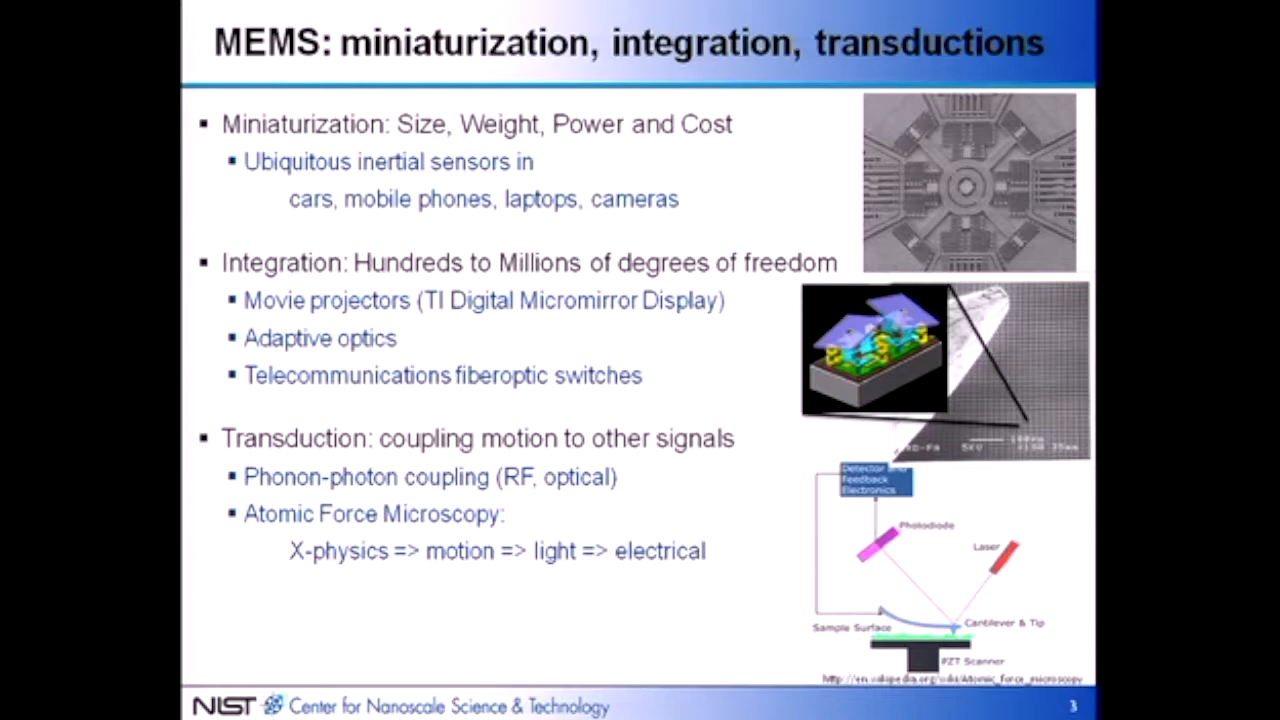 MEMS: miniaturization, integration, transductions
▪ Miniaturization: Size, Weight, Power and Cost
▪ Ubiquitous inertial sensors in
cars, mobile phones, laptops, cameras
▪ Integration: Hundreds to Millions of degrees of freedom
▪ Movie projectors (TI Digital Micromirror Display)
▪ Adaptive optics
▪ Telecommunications fiberoptic switches
▪ Transduction: coupling motion to other signals
▪ Phonon-photon coupling (RF, optical)
▪ Atomic Force Microscopy:
X-physics => motion => light => electrical
Detector and
Feedback
Electronics
Photodiode
Laser
Sample Surface
Cantilever & Tip
PZT Scanner
http://en.wikipedia.org/wiki/Atomic_force_microscopy
NIST Center for Nanoscale Science & Technology
3